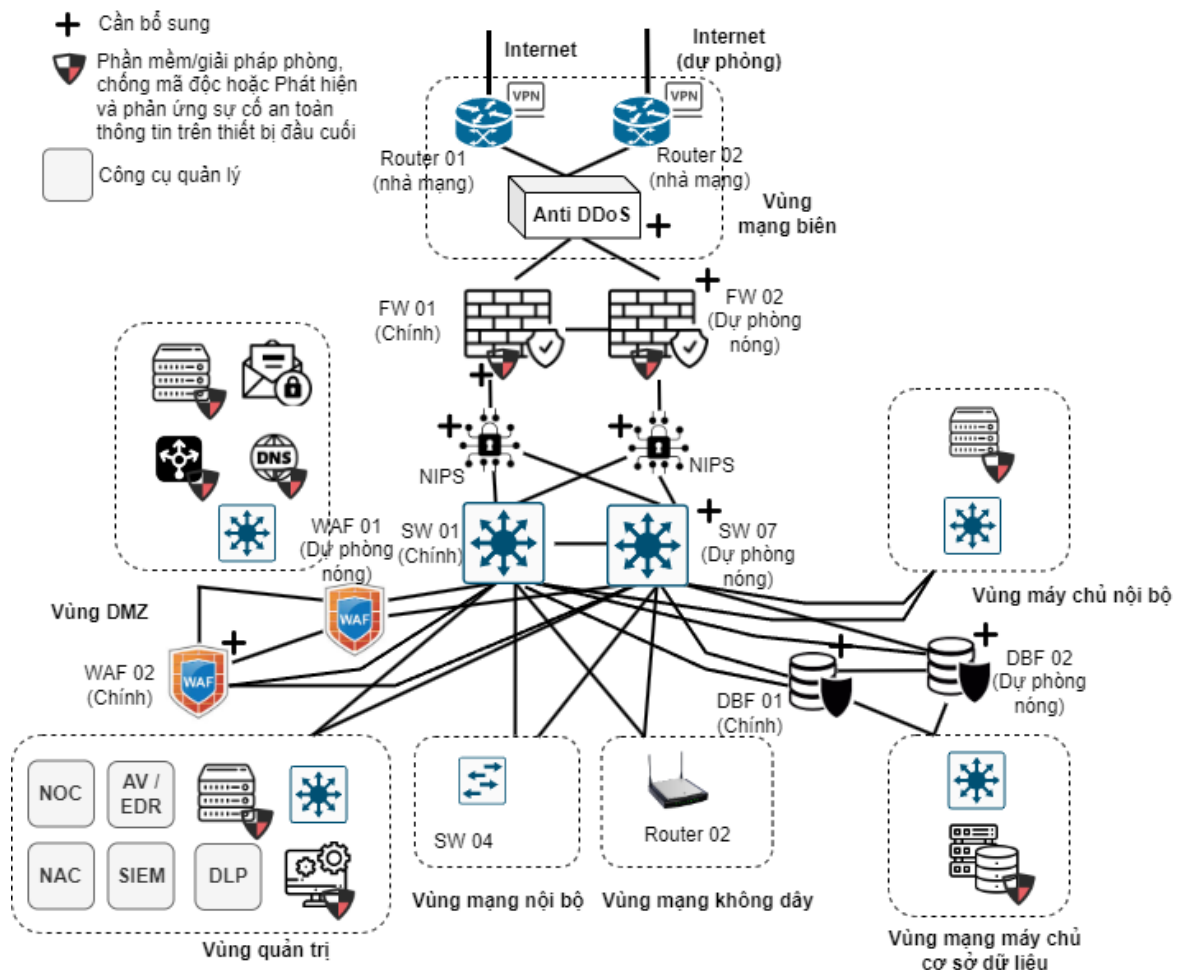 Cần bổ sung
Phần mềm/giải pháp phòng,
chống mã độc hoặc Phát hiện
và phản ứng sự cố an toàn
thông tin trên thiết bị đầu cuối
Công cụ quản lý
Internet
Internet
(dự phòng)
VPN
VPN
Router 01
(nhà mạng)
Router 02
(nhà mạng)
Anti DDoS
Vùng
mạng biên
FW 01
(Chính)
FW 02
(Dự phòng
nóng)
DNS
NIPS
NIPS
WAF 01
(Dự phòng
nóng)
SW 01
(Chính)
SW 07
(Dự phòng
nóng)
Vùng máy chủ nội bộ
Vùng DMZ
WAF
WAF 02
(Chính)
WAF
DBF 01
(Chính)
DBF 02
(Dự phòng
nóng)
NOC
AV /
EDR
NAC
SIEM
DLP
SW 04
Router 02
Vùng mạng nội bộ
Vùng mạng không dây
Vùng quản trị
Vùng mạng máy chủ
cơ sở dữ liệu